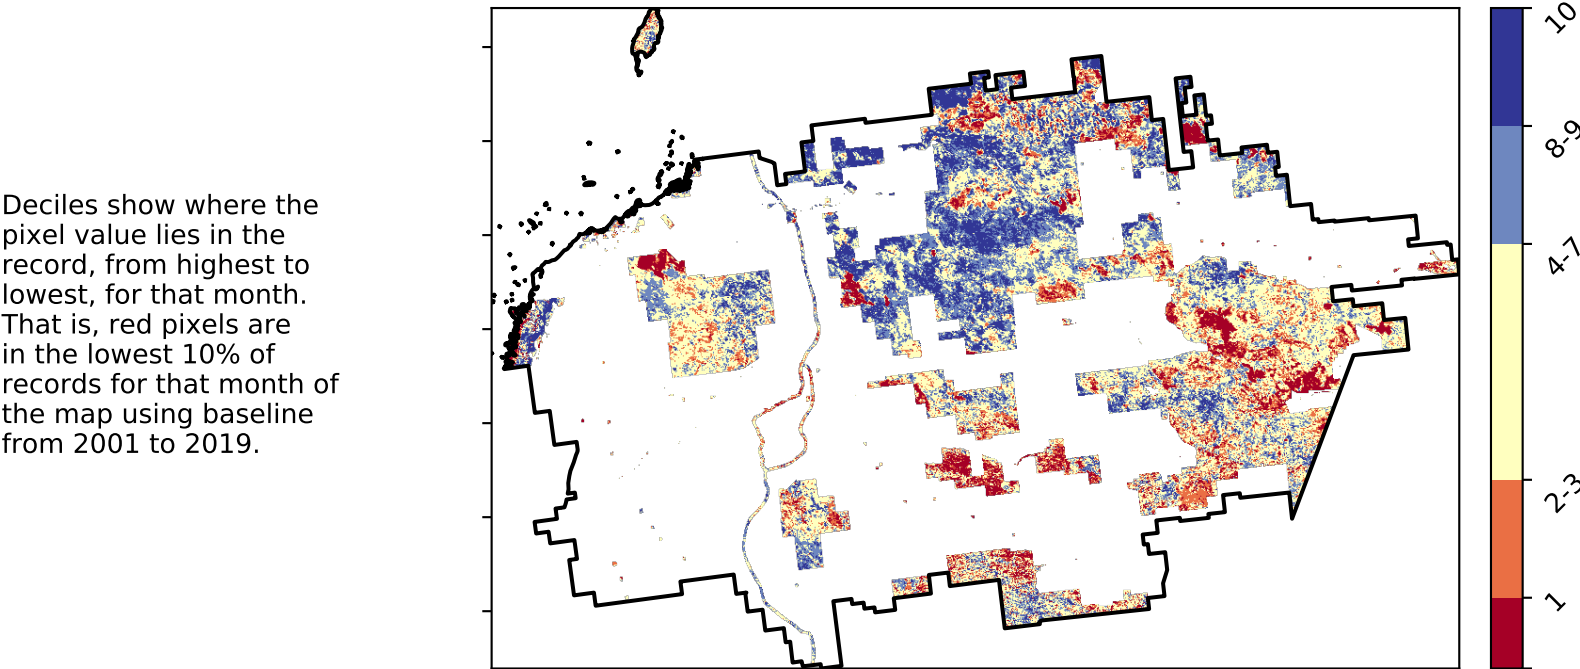 Deciles show where the
pixel value lies in the
record, from highest to
lowest, for that month.
That is, red pixels are
in the lowest 10% of
records for that month of
the map using baseline
from 2001 to 2019.
10
8-9
4-7
2-3
1